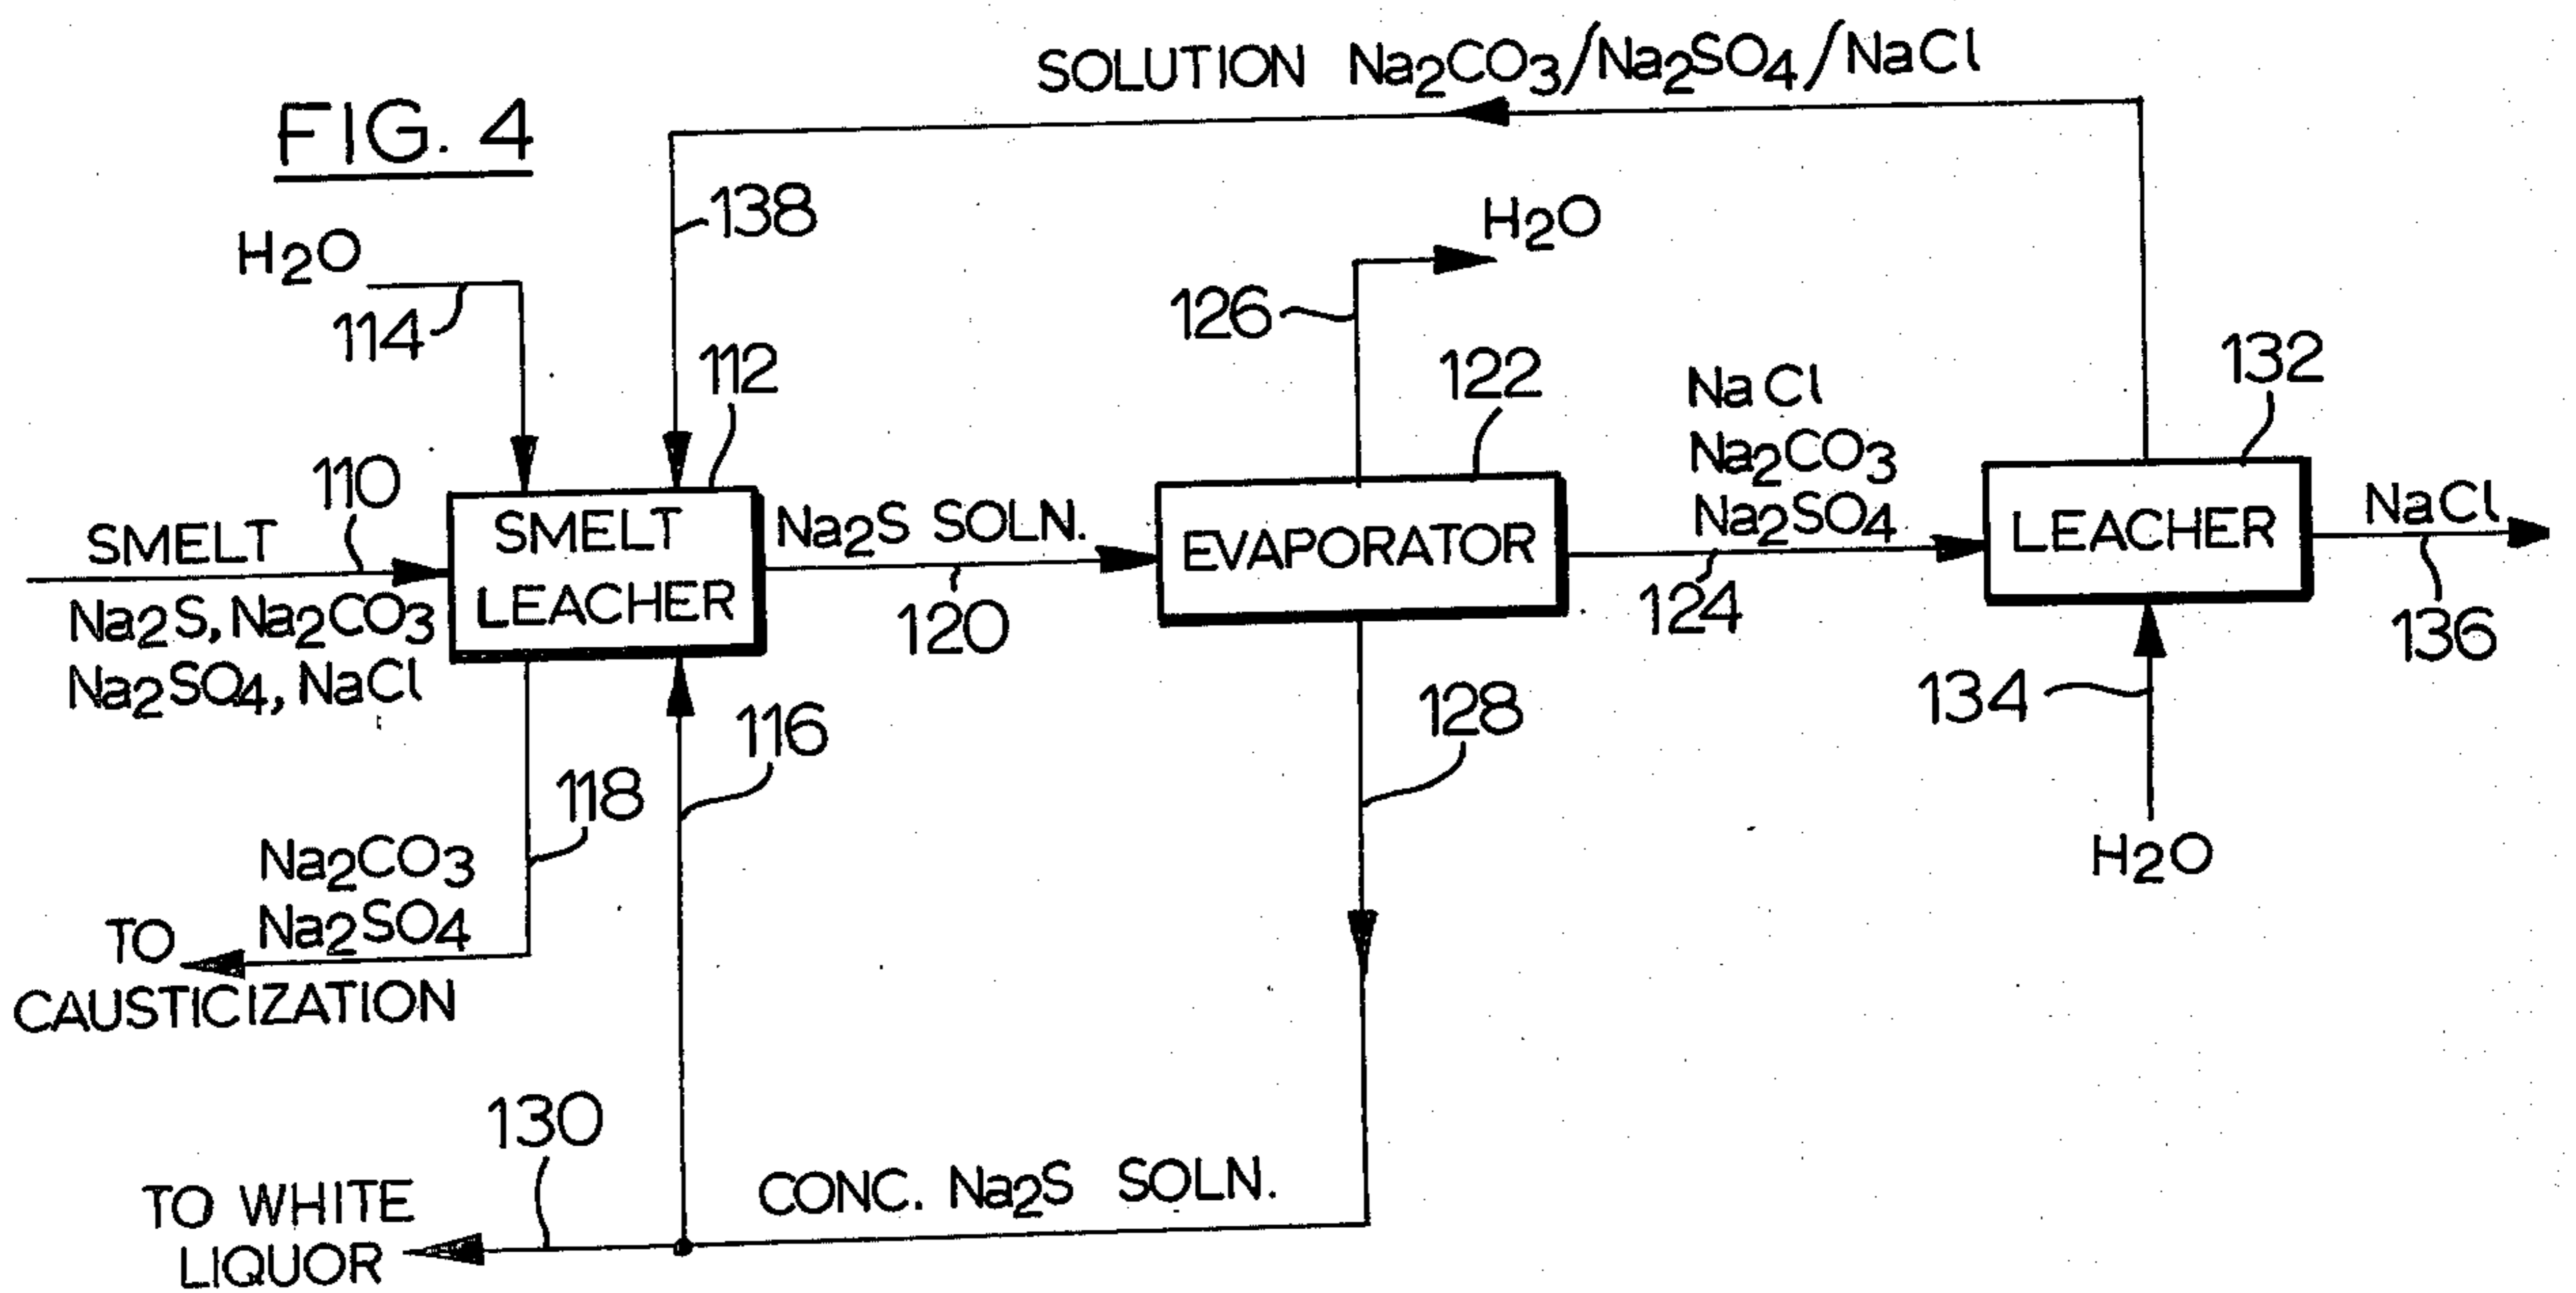 SOLUTION Na2CO3/Na2SO4/NaCl
FIG. 4
138
H2O
H2O
114
126
112
122
132
NaCl
Na2CO3
Na2SO4
110
SMELT
Na2S, Na2CO3
Na2SO4, NaCl
SMELT
LEACHER
Na2S SOLN.
120
EVAPORATOR
124
LEACHER
NaCl
136
134
H2O
116
128
118
Na2CO3
Na2SO4
TO
CAUSTICIZATION
130
CONC. Na2S SOLN.
TO WHITE
LIQUOR